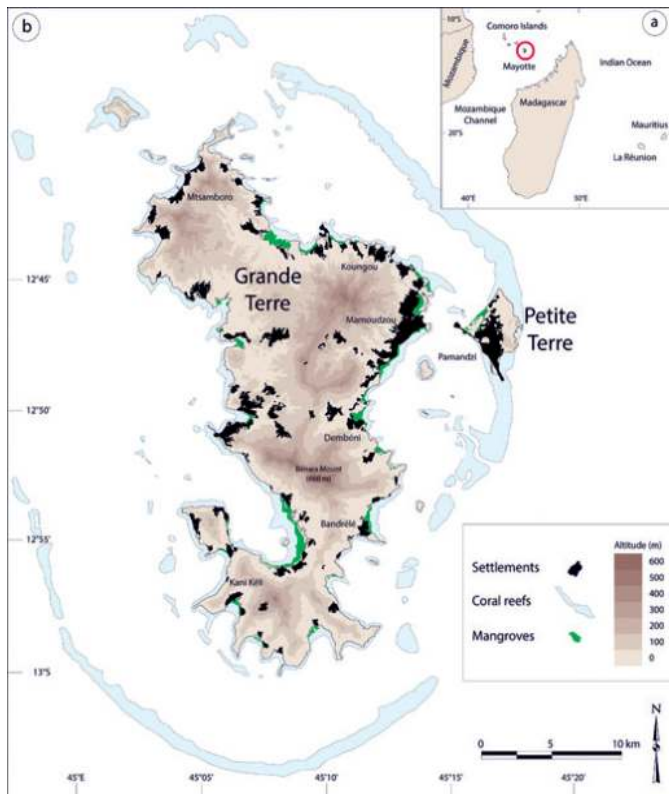 b
a
10°S
Comoro Islands
Mayotte
Mozambique
Indian Ocean
Madagascar
Mozambique
Channel
20°S
Mauritius
La Réunion
40°E
50°E
Mtsamboro
12°45
Grande
Terre
Koungou
Mamoudzou
Petite
Terre
Pamandzi
12°50
Dembéni
Bénara Mount
(660 m)
12°55
Bandrélé
Kani Kéli
13°5
Settlements
Coral reefs
Mangroves
Altitude (m)
600
500
400
300
200
100
0
N
0
5
10 km
45°05
45°10
45°15
45°20